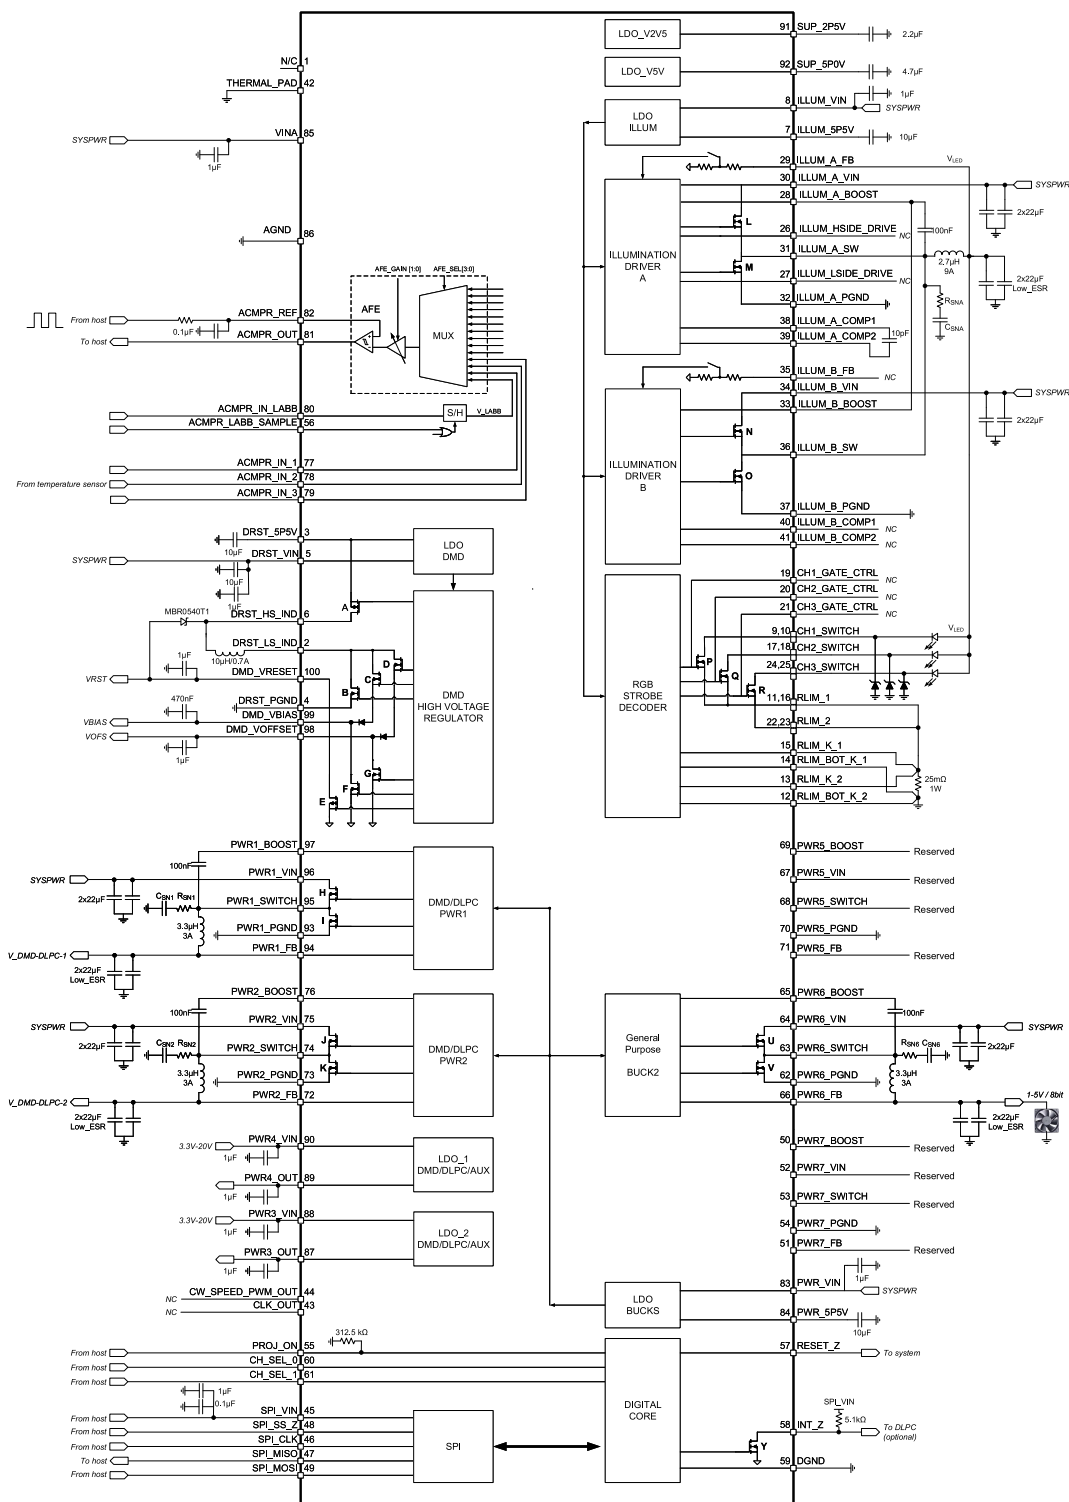 N/C 1
THERMAL_PAD 42
SYSPWR
VINA 85
1µF
AGND 86
AFE_GAIN [1:0]
AFE_SEL[3:0]
AFE
MUX
From host
ACMPR_REF 82
0.1µF
To host
ACMPR_OUT 81
ACMPR_IN_LABB 80
S/H
V_LABB
ACMPR_LABB_SAMPLE 56
ACMPR_IN_1 77
From temperature sensor
ACMPR_IN_2 78
ACMPR_IN_3 79
DRST_5P5V 3
10µF
SYSPWR
DRST_VIN 5
10µF
1µF
LDO
DMD
MBR0540T1
DRST_HS_IND 6
A
DRST_LS_IND 2
10µH/0.7A
1µF
D
C
VRST
DMD_VRESET 100
B
470nF
DRST_PGND 4
VBIAS
DMD_VBIAS 99
VOFS
DMD_VOFFSET 98
1µF
DMD
HIGH VOLTAGE
REGULATOR
G
F
E
PWR1_BOOST 97
100nF
SYSPWR
PWR1_VIN 96
2x22µF
CSN1
RSN1
H
PWR1_SWITCH 95
I
3.3µH
3A
PWR1_PGND 93
V_DMD-DLPC-1
PWR1_FB 94
2x22µF
Low_ESR
DMD/DLPC
PWR1
PWR2_BOOST 76
100nF
SYSPWR
PWR2_VIN 75
2x22µF
CSN2
RSN2
J
PWR2_SWITCH 74
K
3.3µH
3A
PWR2_PGND 73
V_DMD-DLPC-2
PWR2_FB 72
2x22µF
Low_ESR
DMD/DLPC
PWR2
3.3V-20V
PWR4_VIN 90
1µF
PWR4_OUT 89
1µF
LDO_1
DMD/DLPC/AUX
3.3V-20V
PWR3_VIN 88
1µF
PWR3_OUT 87
1µF
LDO_2
DMD/DLPC/AUX
NC
CW_SPEED_PWM_OUT 44
NC
CLK_OUT 43
312.5 kΩ
From host
PROJ_ON 55
From host
CH_SEL_0 60
From host
CH_SEL_1 61
1µF
0.1µF
From host
SPI_VIN 45
From host
SPI_SS_Z 48
From host
SPI_CLK 46
To host
SPI_MISO 47
From host
SPI_MOSI 49
SPI
LDO_V2V5
91 SUP_2P5V
2.2µF
LDO_V5V
92 SUP_5P0V
4.7µF
1µF
8 ILLUM_VIN
SYSPWR
LDO
ILLUM
7 ILLUM_5P5V
10µF
29 ILLUM_A_FB
VLED
30 ILLUM_A_VIN
SYSPWR
28 ILLUM_A_BOOST
2x22µF
L
100nF
26 ILLUM_HSIDE_DRIVE
NC
31 ILLUM_A_SW
2.7µH
9A
ILLUMINATION
DRIVER
A
M
27 ILLUM_LSIDE_DRIVE
NC
2x22µF
Low_ESR
32 ILLUM_A_PGND
RSNA
38 ILLUM_A_COMP1
10pF
CSNA
39 ILLUM_A_COMP2
35 ILLUM_B_FB
NC
34 ILLUM_B_VIN
SYSPWR
33 ILLUM_B_BOOST
2x22µF
N
36 ILLUM_B_SW
ILLUMINATION
DRIVER
B
O
37 ILLUM_B_PGND
40 ILLUM_B_COMP1
NC
41 ILLUM_B_COMP2
NC
19 CH1_GATE_CTRL
NC
20 CH2_GATE_CTRL
NC
21 CH3_GATE_CTRL
NC
9,10 CH1_SWITCH
VLED
17,18 CH2_SWITCH
P
24,25 CH3_SWITCH
Q
R
RGB
STROBE
DECODER
11,16 RLIM_1
22,23 RLIM_2
15 RLIM_K_1
14 RLIM_BOT_K_1
13 RLIM_K_2
25mΩ
1W
12 RLIM_BOT_K_2
69 PWR5_BOOST
Reserved
67 PWR5_VIN
Reserved
68 PWR5_SWITCH
Reserved
70 PWR5_PGND
71 PWR5_FB
Reserved
65 PWR6_BOOST
100nF
64 PWR6_VIN
SYSPWR
General
Purpose
BUCK2
U
63 PWR6_SWITCH
RSN6
CSN6
2x22µF
V
62 PWR6_PGND
3.3µH
3A
66 PWR6_FB
1-5V / 8bit
2x22µF
Low_ESR
50 PWR7_BOOST
Reserved
52 PWR7_VIN
Reserved
53 PWR7_SWITCH
Reserved
54 PWR7_PGND
51 PWR7_FB
Reserved
83 PWR_VIN
1µF
SYSPWR
LDO
BUCKS
84 PWR_5P5V
10µF
57 RESET_Z
To system
DIGITAL
CORE
SPI_VIN
5.1kΩ
58 INT_Z
To DLPC
(optional)
Y
59 DGND